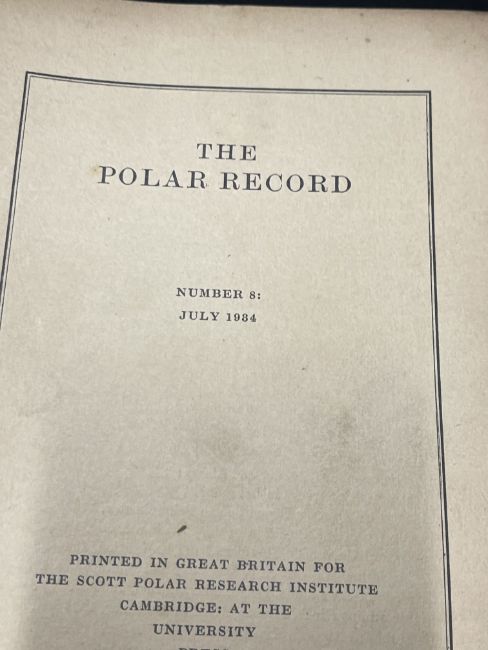 THE
POLAR RECORD
NUMBER 8:
JULY 1934
PRINTED IN GREAT BRITAIN FOR
THE SCOTT POLAR RESEARCH INSTITUTE
CAMBRIDGE: AT THE
UNIVERSITY